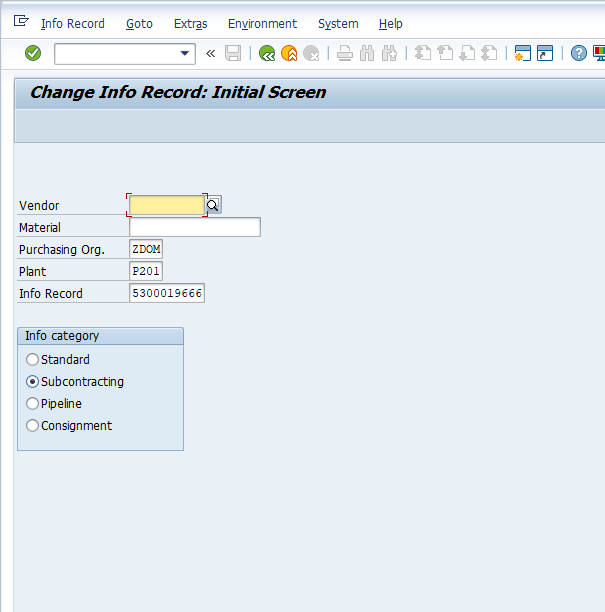 Info Record Goto Extras Environment System Help
Change Info Record: Initial Screen
Vendor
Material
Purchasing Org. ZDOM
Plant P201
Info Record 5300019666
Info category
Standard
Subcontracting
Pipeline
Consignment